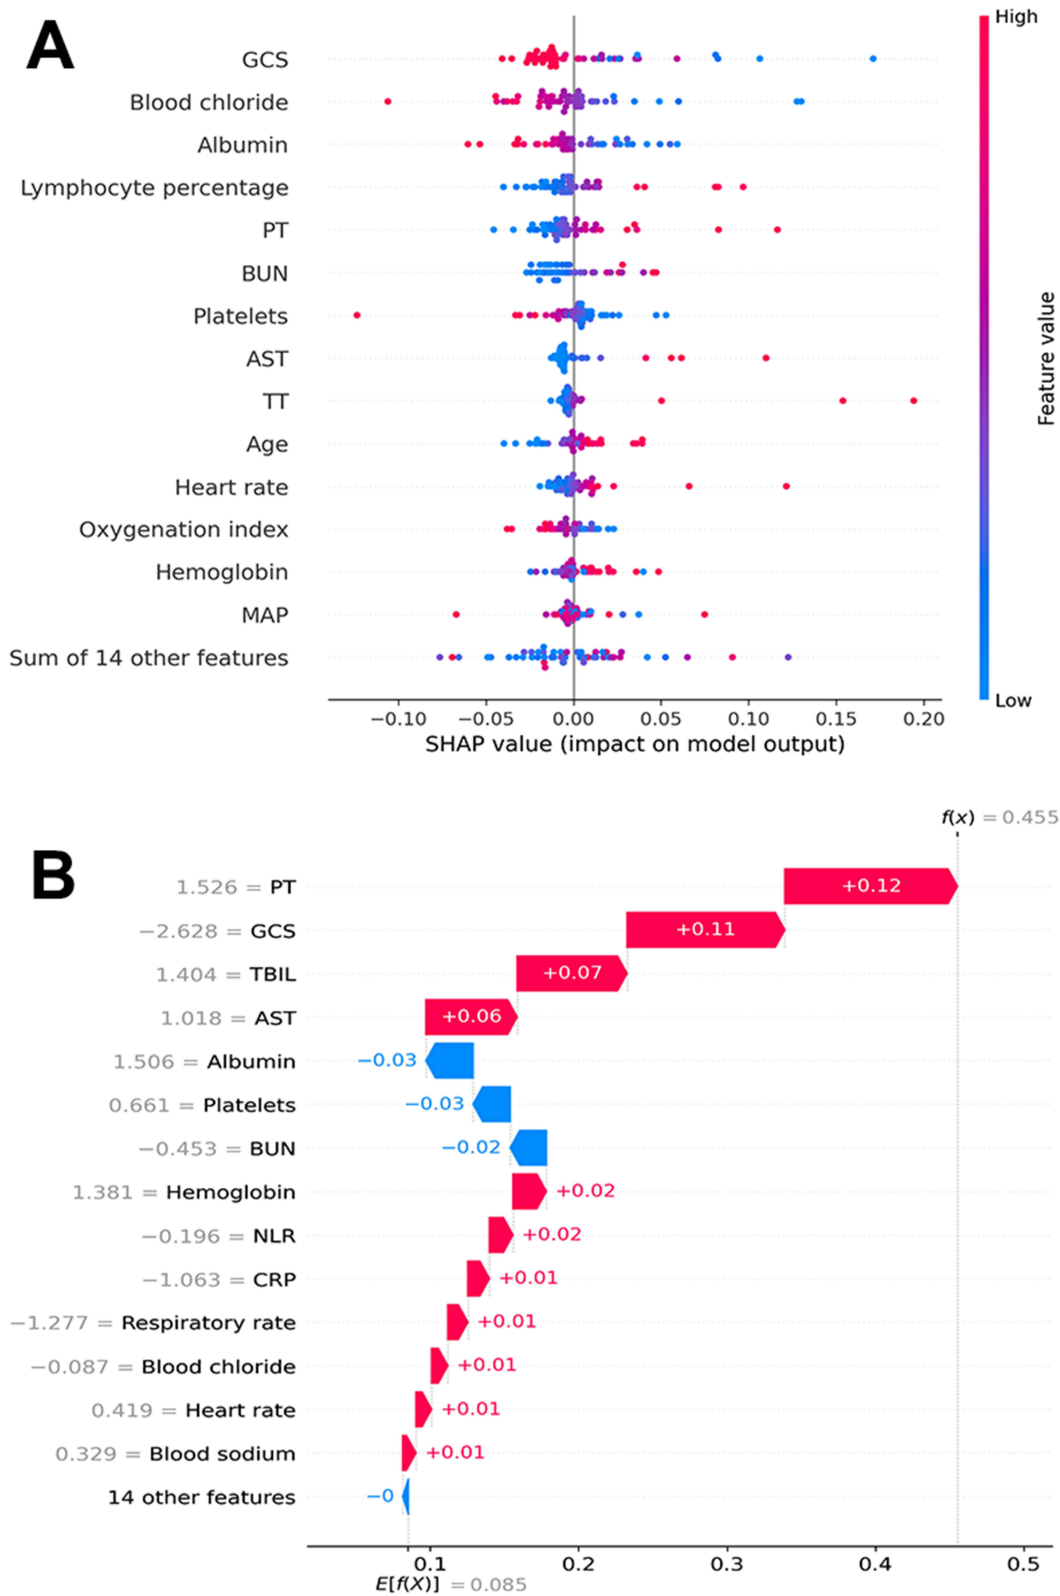 A
High
GCS
Blood chloride
Albumin
Lymphocyte percentage
PT
BUN
Platelets
AST
TT
Age
Heart rate
Oxygenation index
Hemoglobin
MAP
Sum of 14 other features
Low
Feature value
−0.10 −0.05 0.00 0.05 0.10 0.15 0.20
SHAP value (impact on model output)
B
f(x) = 0.455
1.526 = PT +0.12
−2.628 = GCS +0.11
1.404 = TBIL +0.07
1.018 = AST +0.06
1.506 = Albumin −0.03
0.661 = Platelets −0.03
−0.453 = BUN −0.02
1.381 = Hemoglobin +0.02
−0.196 = NLR +0.02
−1.063 = CRP +0.01
−1.277 = Respiratory rate +0.01
−0.087 = Blood chloride +0.01
0.419 = Heart rate +0.01
0.329 = Blood sodium +0.01
14 other features −0
0.1 0.2 0.3 0.4 0.5
E[f(X)] = 0.085